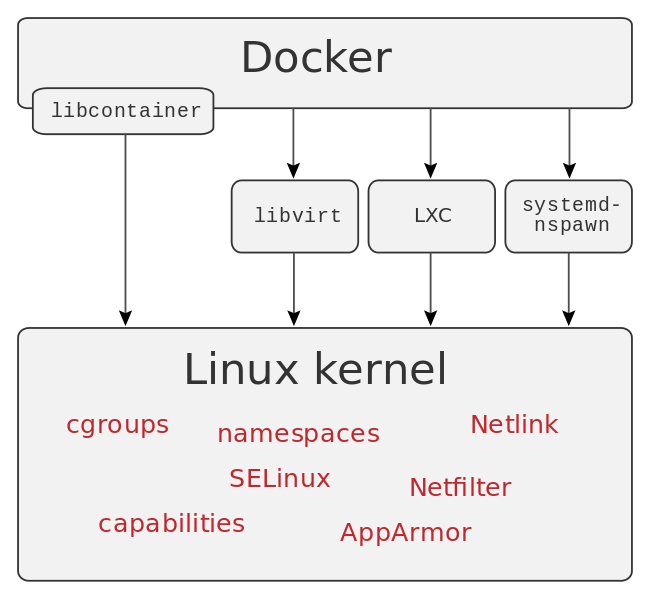 Docker
libcontainer
libvirt
LXC
systemd-
nspawn
Linux kernel
cgroups
namespaces
Netlink
SELinux
Netfilter
capabilities
AppArmor